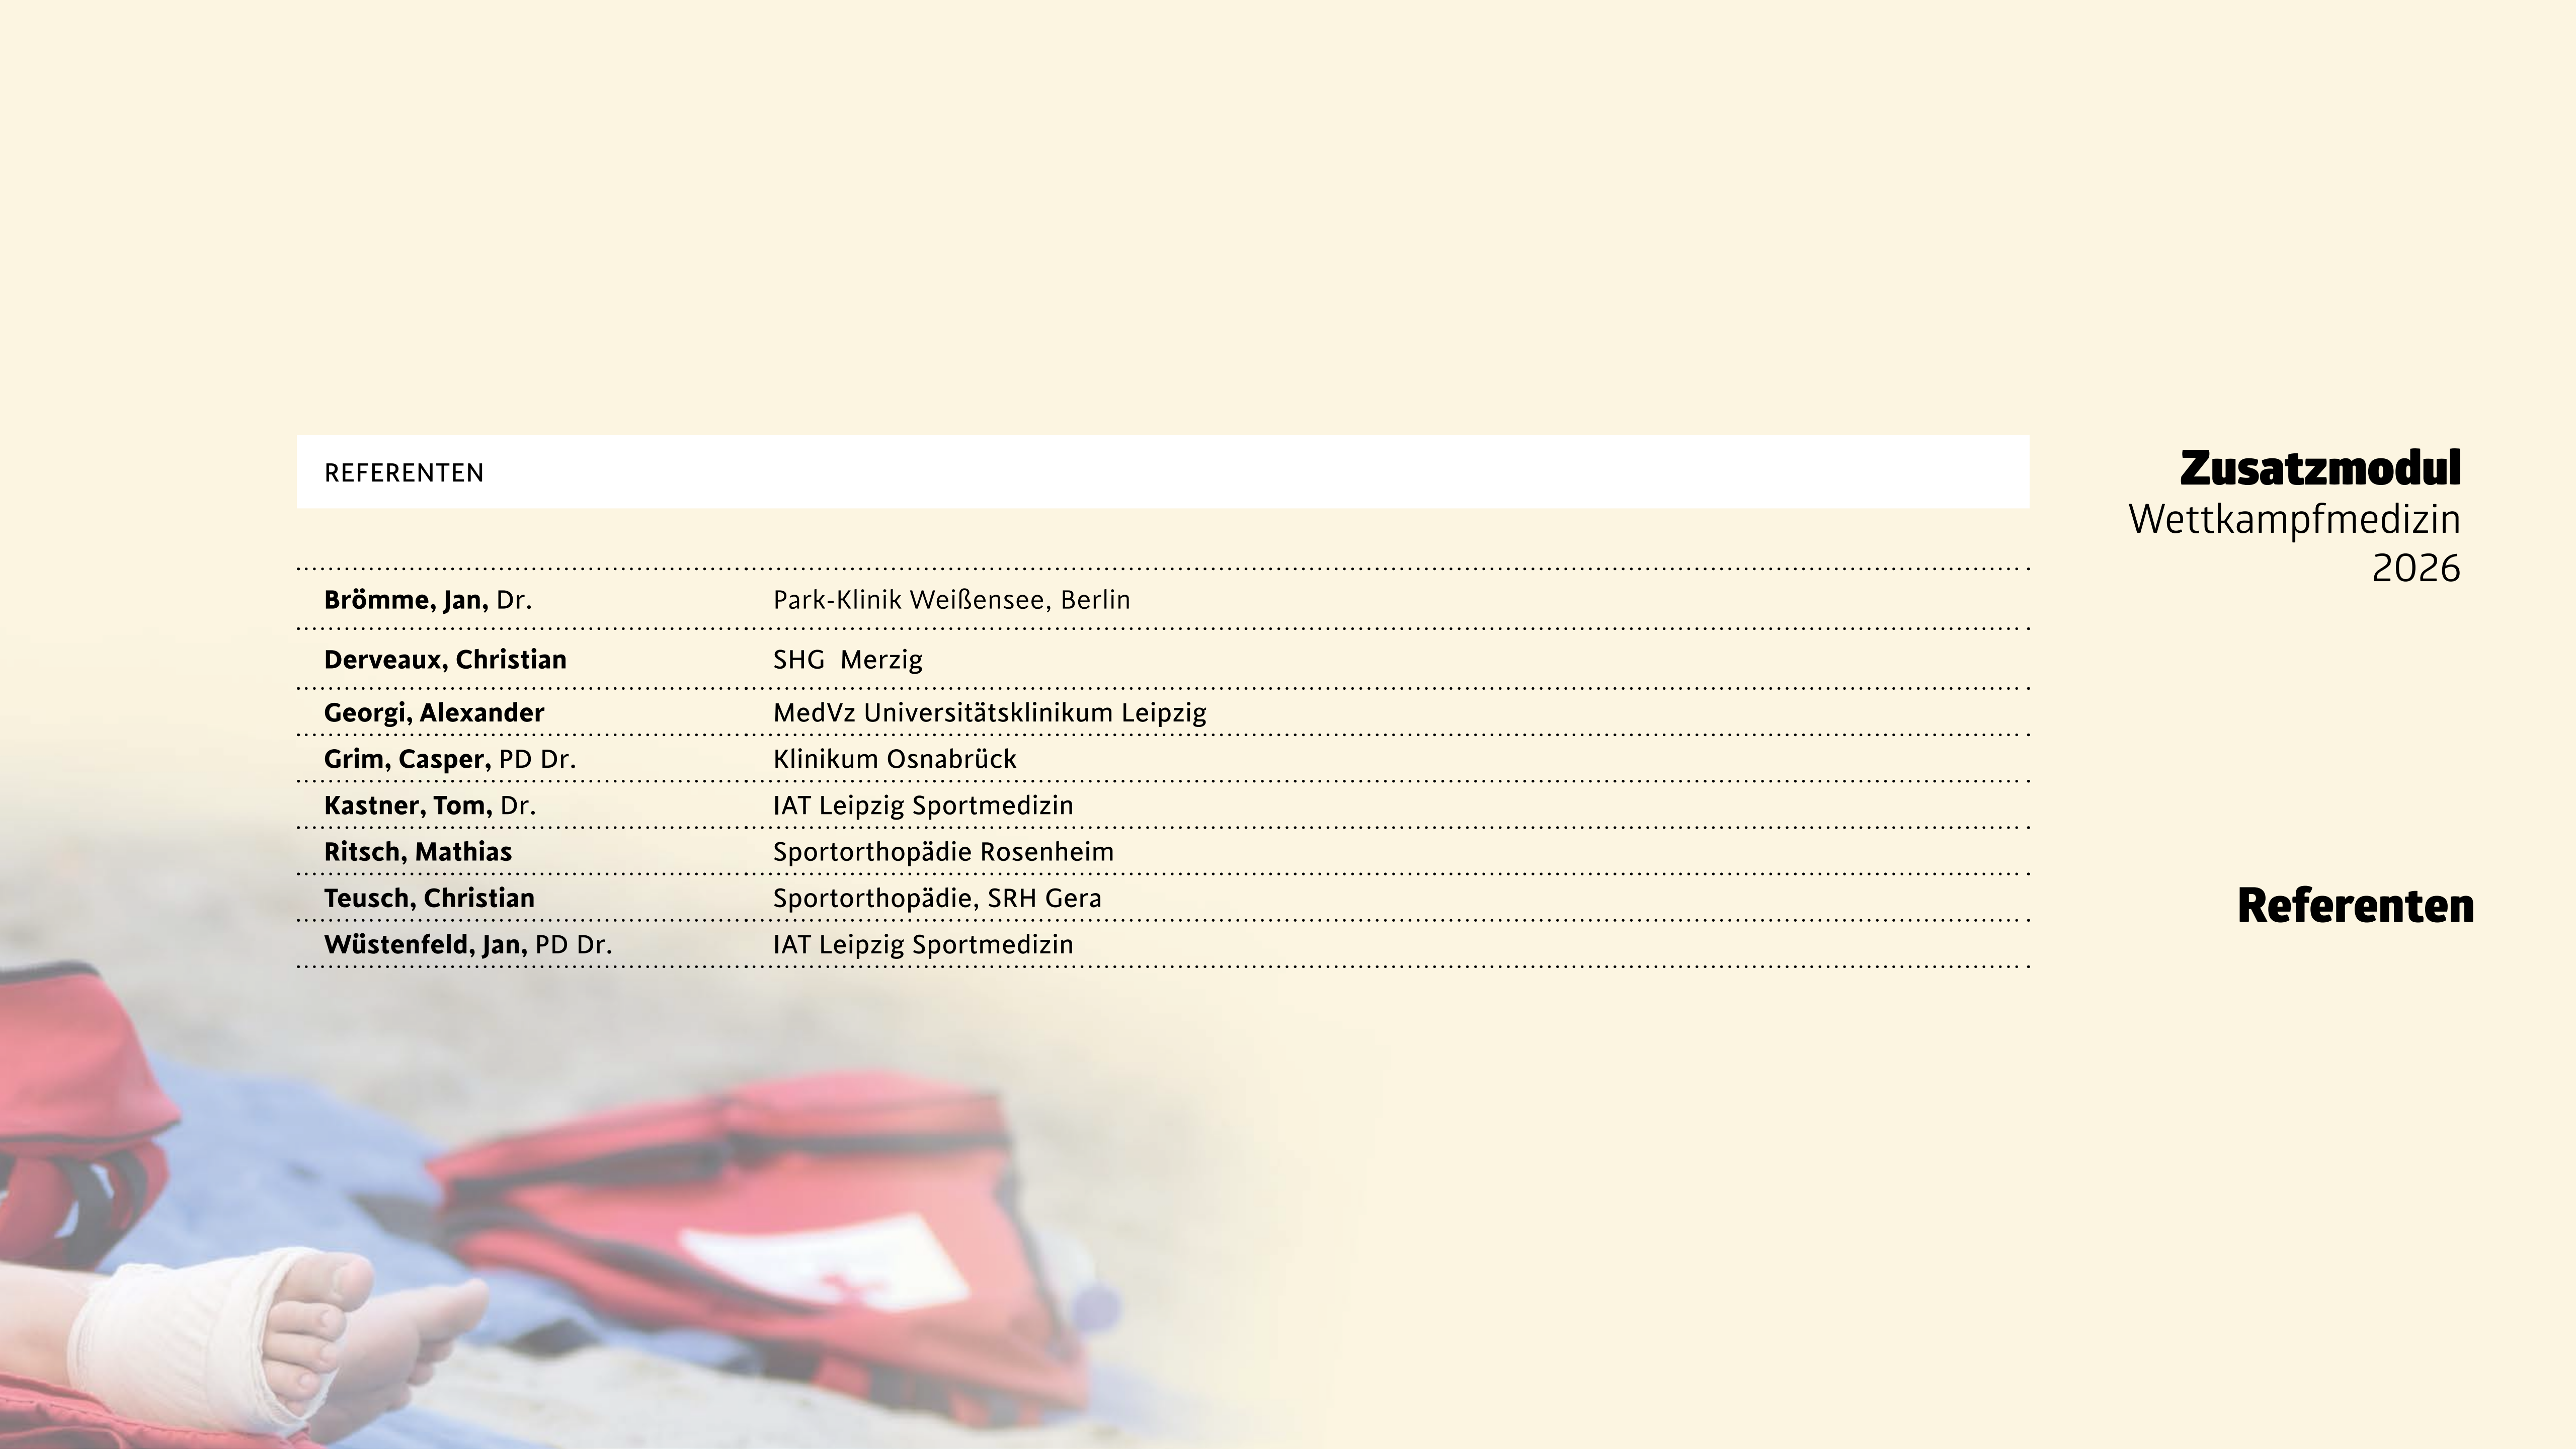 REFERENTEN
Zusatzmodul
Wettkampfmedizin
2026
Brömme, Jan, Dr. Park-Klinik Weißensee, Berlin
Derveaux, Christian SHG  Merzig
Georgi, Alexander MedVz Universitätsklinikum Leipzig
Grim, Casper, PD Dr. Klinikum Osnabrück
Kastner, Tom, Dr. IAT Leipzig Sportmedizin
Ritsch, Mathias Sportorthopädie Rosenheim
Teusch, Christian Sportorthopädie, SRH Gera
Wüstenfeld, Jan, PD Dr. IAT Leipzig Sportmedizin
Referenten